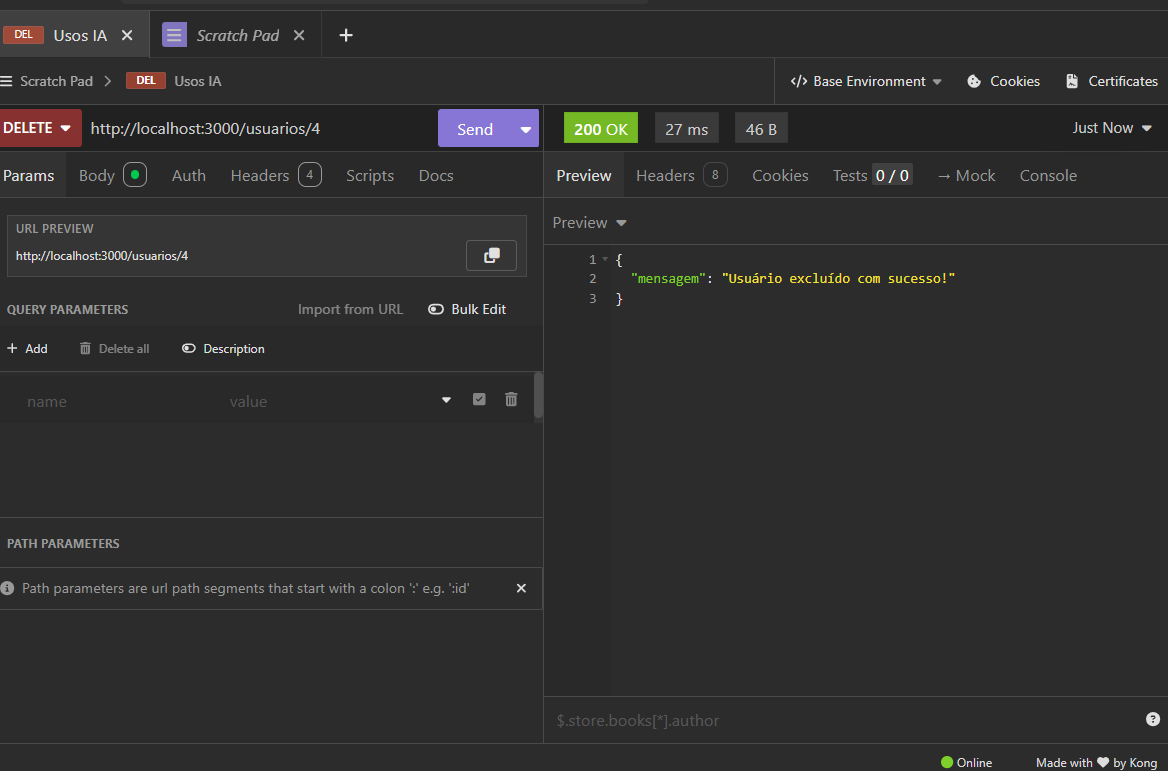 DEL Usos IA
Scratch Pad
Scratch Pad DEL Usos IA
</> Base Environment Cookies Certificates
DELETE http://localhost:3000/usuarios/4 Send
200 OK 27 ms 46 B Just Now
Params Body Auth Headers 4 Scripts Docs
Preview Headers 8 Cookies Tests 0 / 0 → Mock Console
URL PREVIEW
http://localhost:3000/usuarios/4
QUERY PARAMETERS Import from URL Bulk Edit
+ Add Delete all Description
name value
PATH PARAMETERS
Path parameters are url path segments that start with a colon ':' e.g. ':id'
Preview
1 {
2 "mensagem": "Usuário excluído com sucesso!"
3 }
$.store.books[*].author
Online Made with ❤ by Kong